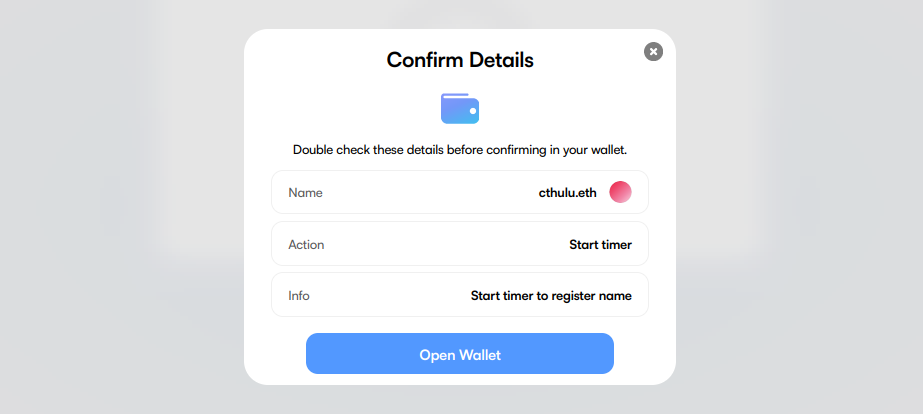 Confirm Details
Double check these details before confirming in your wallet.
Name cthulu.eth
Action Start timer
Info Start timer to register name
Open Wallet